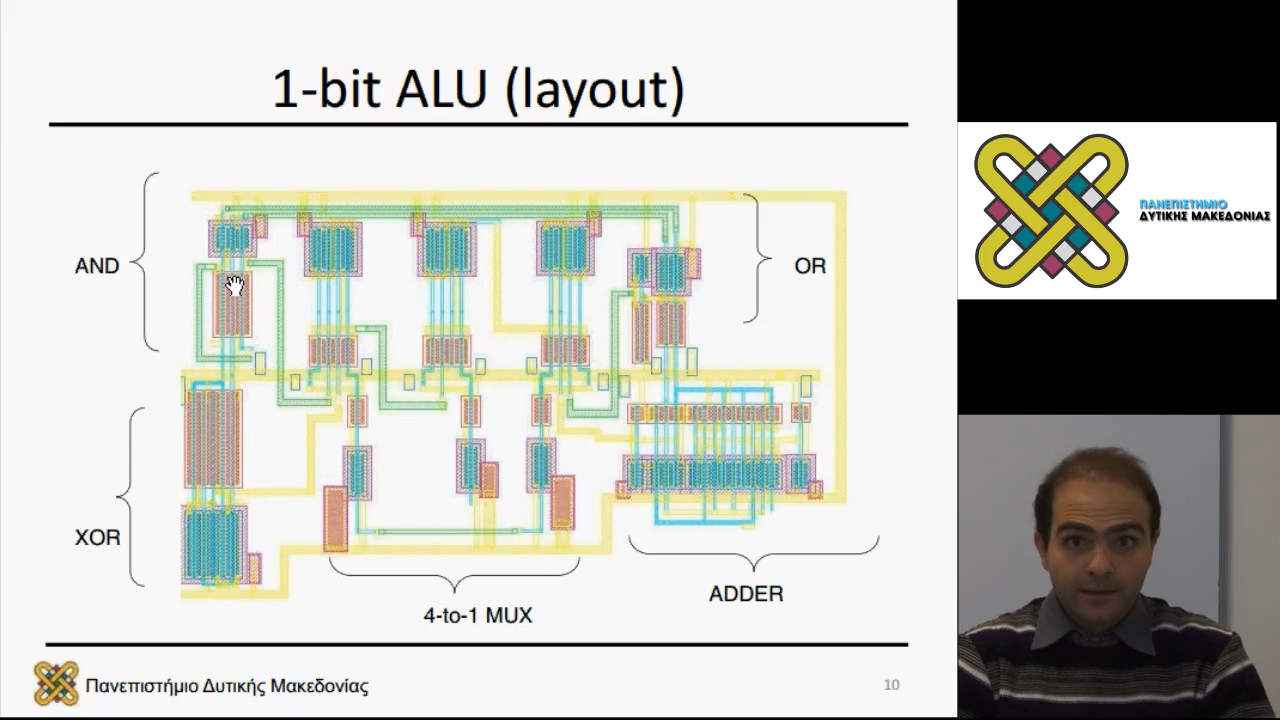 1-bit ALU (layout)
AND
OR
XOR
ADDER
4-to-1 MUX
Πανεπιστήμιο Δυτικής Μακεδονίας
10
ΠΑΝΕΠΙΣΤΗΜΙΟ
ΔΥΤΙΚΗΣ ΜΑΚΕΔΟΝΙΑΣ